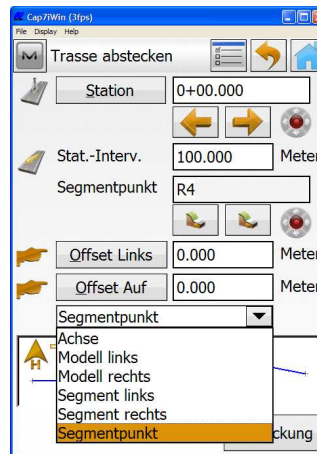 Cap7iWin (3fps)
File Display Help
M Trasse abstecken
Station 0+00.000
Stat.-Interv. 100.000 Meter
Segmentpunkt R4
Offset Links 0.000 Meter
Offset Auf 0.000 Meter
Segmentpunkt
Achse
Modell links
Modell rechts
Segment links
Segment rechts
Segmentpunkt
H
ckung